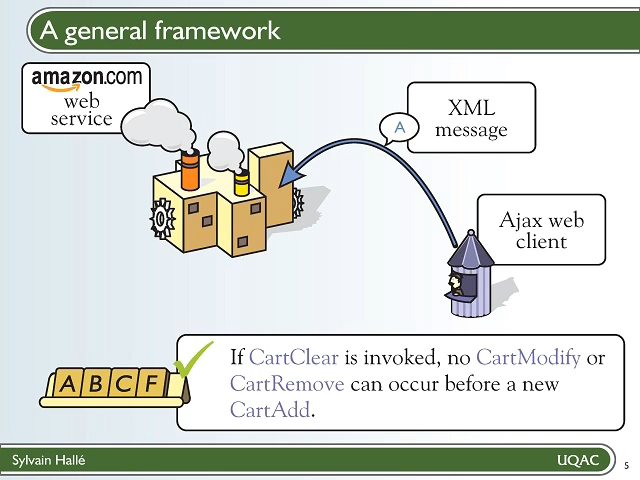 A general framework
amazon.com
web
service
A
XML
message
Ajax web
client
If CartClear is invoked, no CartModify or
CartRemove can occur before a new
CartAdd.
A B C F
Sylvain Hallé
UQAC
5